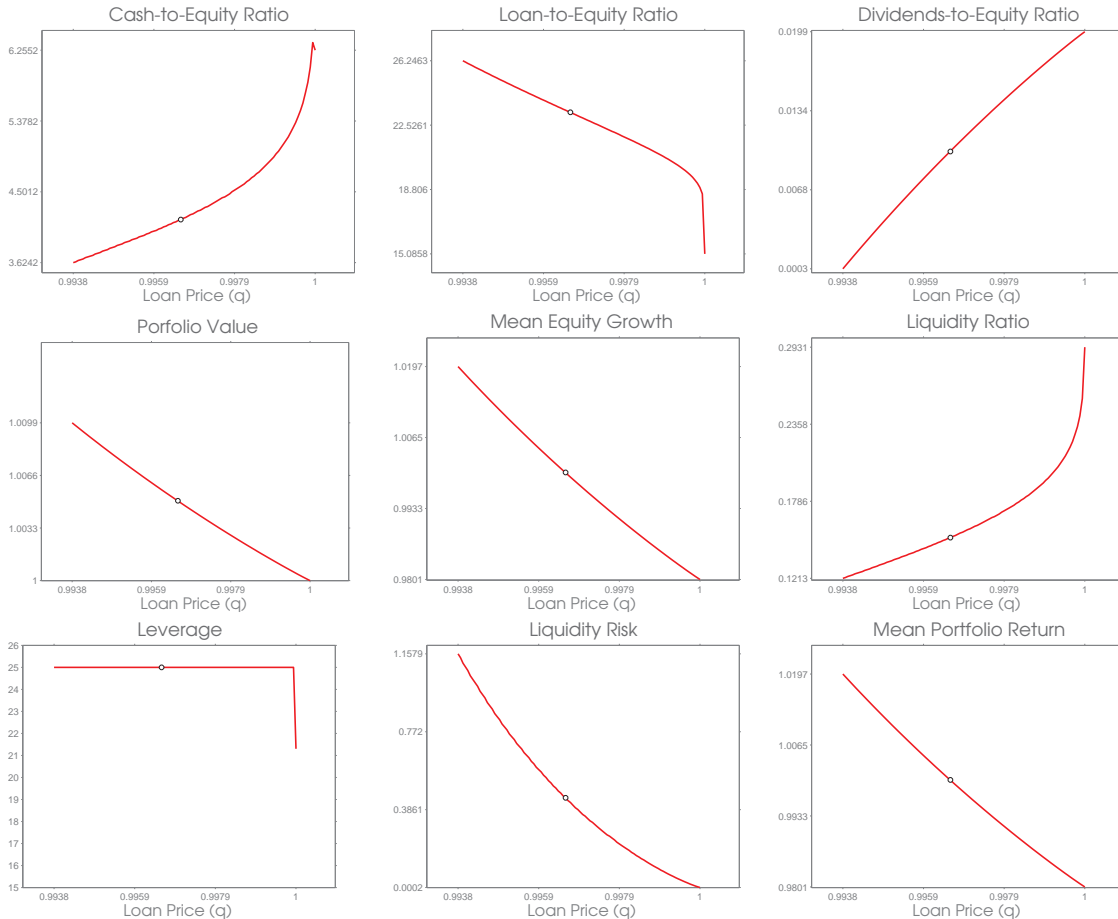 Cash-to-Equity Ratio
6.2552
5.3782
4.5012
3.6242
0.9938 0.9959 0.9979 1
Loan Price (q)
Loan-to-Equity Ratio
26.2463
22.5261
18.806
15.0858
0.9938 0.9959 0.9979 1
Loan Price (q)
Dividends-to-Equity Ratio
0.0199
0.0134
0.0068
0.0003
0.9938 0.9959 0.9979 1
Loan Price (q)
Porfolio Value
1.0099
1.0066
1.0033
1
0.9938 0.9959 0.9979 1
Loan Price (q)
Mean Equity Growth
1.0197
1.0065
0.9933
0.9801
0.9938 0.9959 0.9979 1
Loan Price (q)
Liquidity Ratio
0.2931
0.2358
0.1786
0.1213
0.9938 0.9959 0.9979 1
Loan Price (q)
Leverage
26
25
24
23
22
21
20
19
18
17
16
15
0.9938 0.9959 0.9979 1
Loan Price (q)
Liquidity Risk
1.1579
0.772
0.3861
0.0002
0.9938 0.9959 0.9979 1
Loan Price (q)
Mean Portfolio Return
1.0197
1.0065
0.9933
0.9801
0.9938 0.9959 0.9979 1
Loan Price (q)